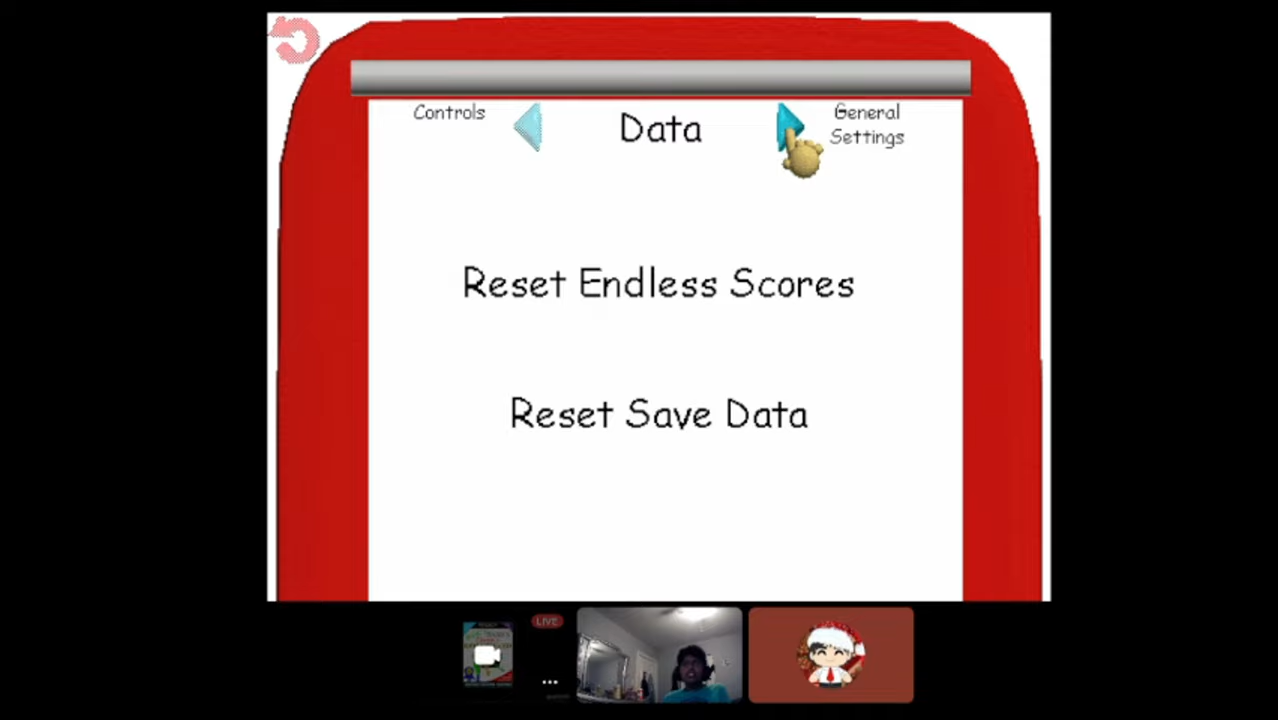 Controls
Data
General
Settings
Reset Endless Scores
Reset Save Data
LIVE